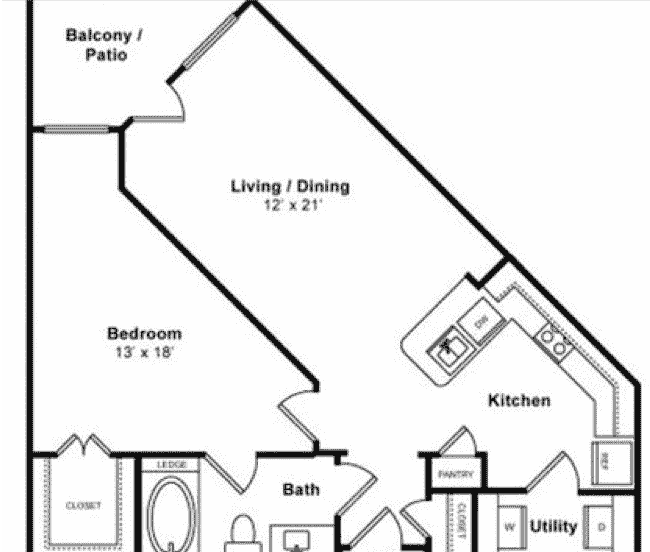 Balcony /
Patio
Living / Dining
12' x 21'
Bedroom
13' x 18'
DW
Kitchen
REF
LEDGE
PANTRY
Bath
CLOSET
CLOSET
W
Utility
D